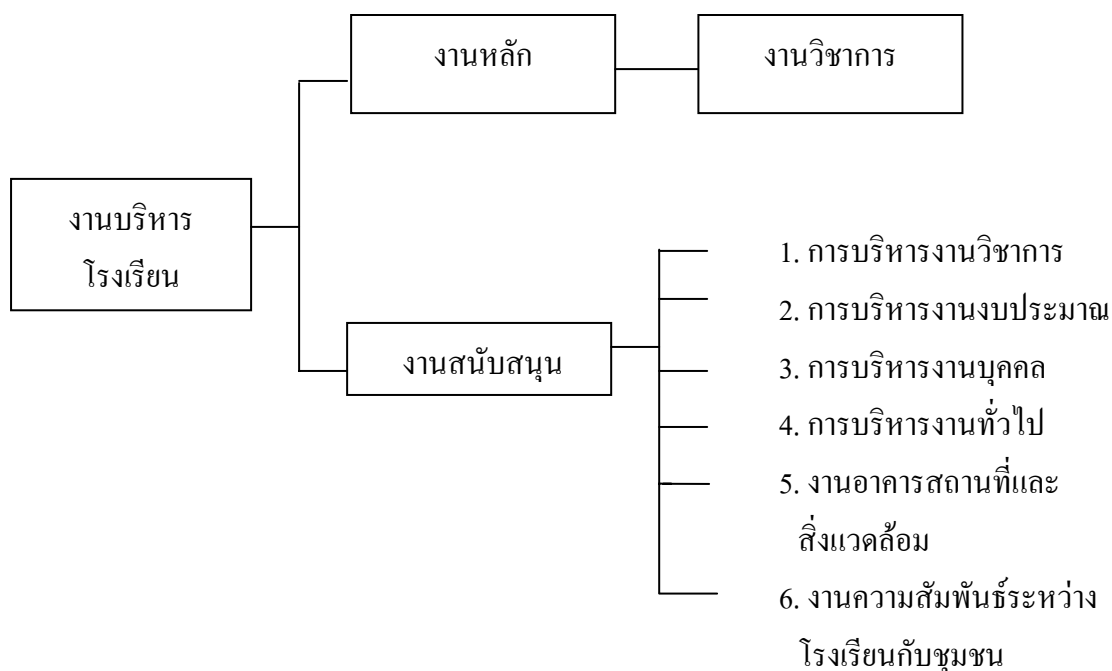 งานหลัก
งานวิชาการ
งานบริหาร
โรงเรียน
งานสนับสนุน
1. การบริหารงานวิชาการ
2. การบริหารงานงบประมาณ
3. การบริหารงานบุคคล
4. การบริหารงานทั่วไป
5. งานอาคารสถานที่และ
สิ่งแวดล้อม
6. งานความสัมพันธ์ระหว่าง
โรงเรียนกับชุมชน